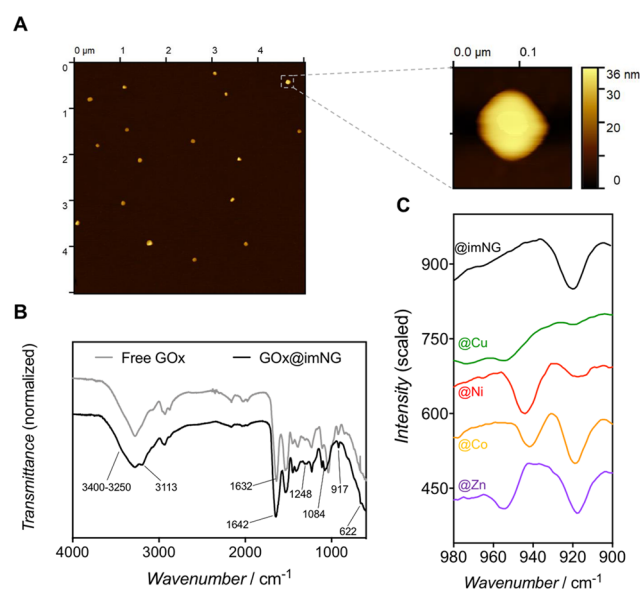 A
0 µm 1 2 3 4
0
1
2
3
4
0.0 µm 0.1
36 nm
30
20
10
0
B
Free GOx GOx@imNG
Transmittance (normalized)
3400-3250
3113
1632
1642
1248
1084
917
622
4000 3000 2000 1000
Wavenumber / cm-1
C
Intensity (scaled)
900
750
600
450
@imNG
@Cu
@Ni
@Co
@Zn
980 960 940 920 900
Wavenumber / cm-1